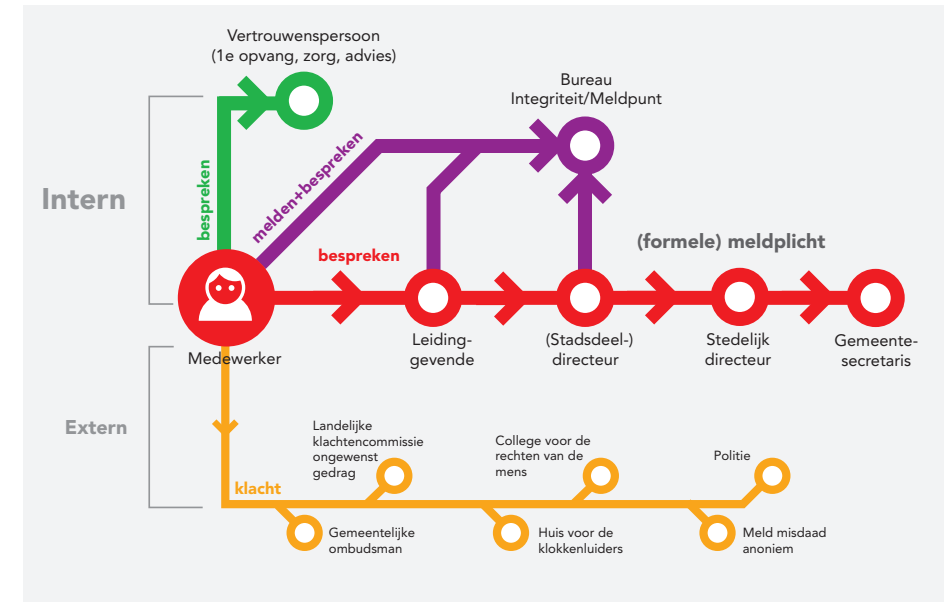 Vertrouwenspersoon
(1e opvang, zorg, advies)
Bureau
Integriteit/Meldpunt
Intern
bespreken
melden+bespreken
bespreken
(formele) meldplicht
Medewerker
Leiding-
gevende
(Stadsdeel-)
directeur
Stedelijk
directeur
Gemeente-
secretaris
Extern
klacht
Landelijke
klachtencommissie
ongewenst
gedrag
College voor de
rechten van de
mens
Politie
Gemeentelijke
ombudsman
Huis voor de
klokkenluiders
Meld misdaad
anoniem